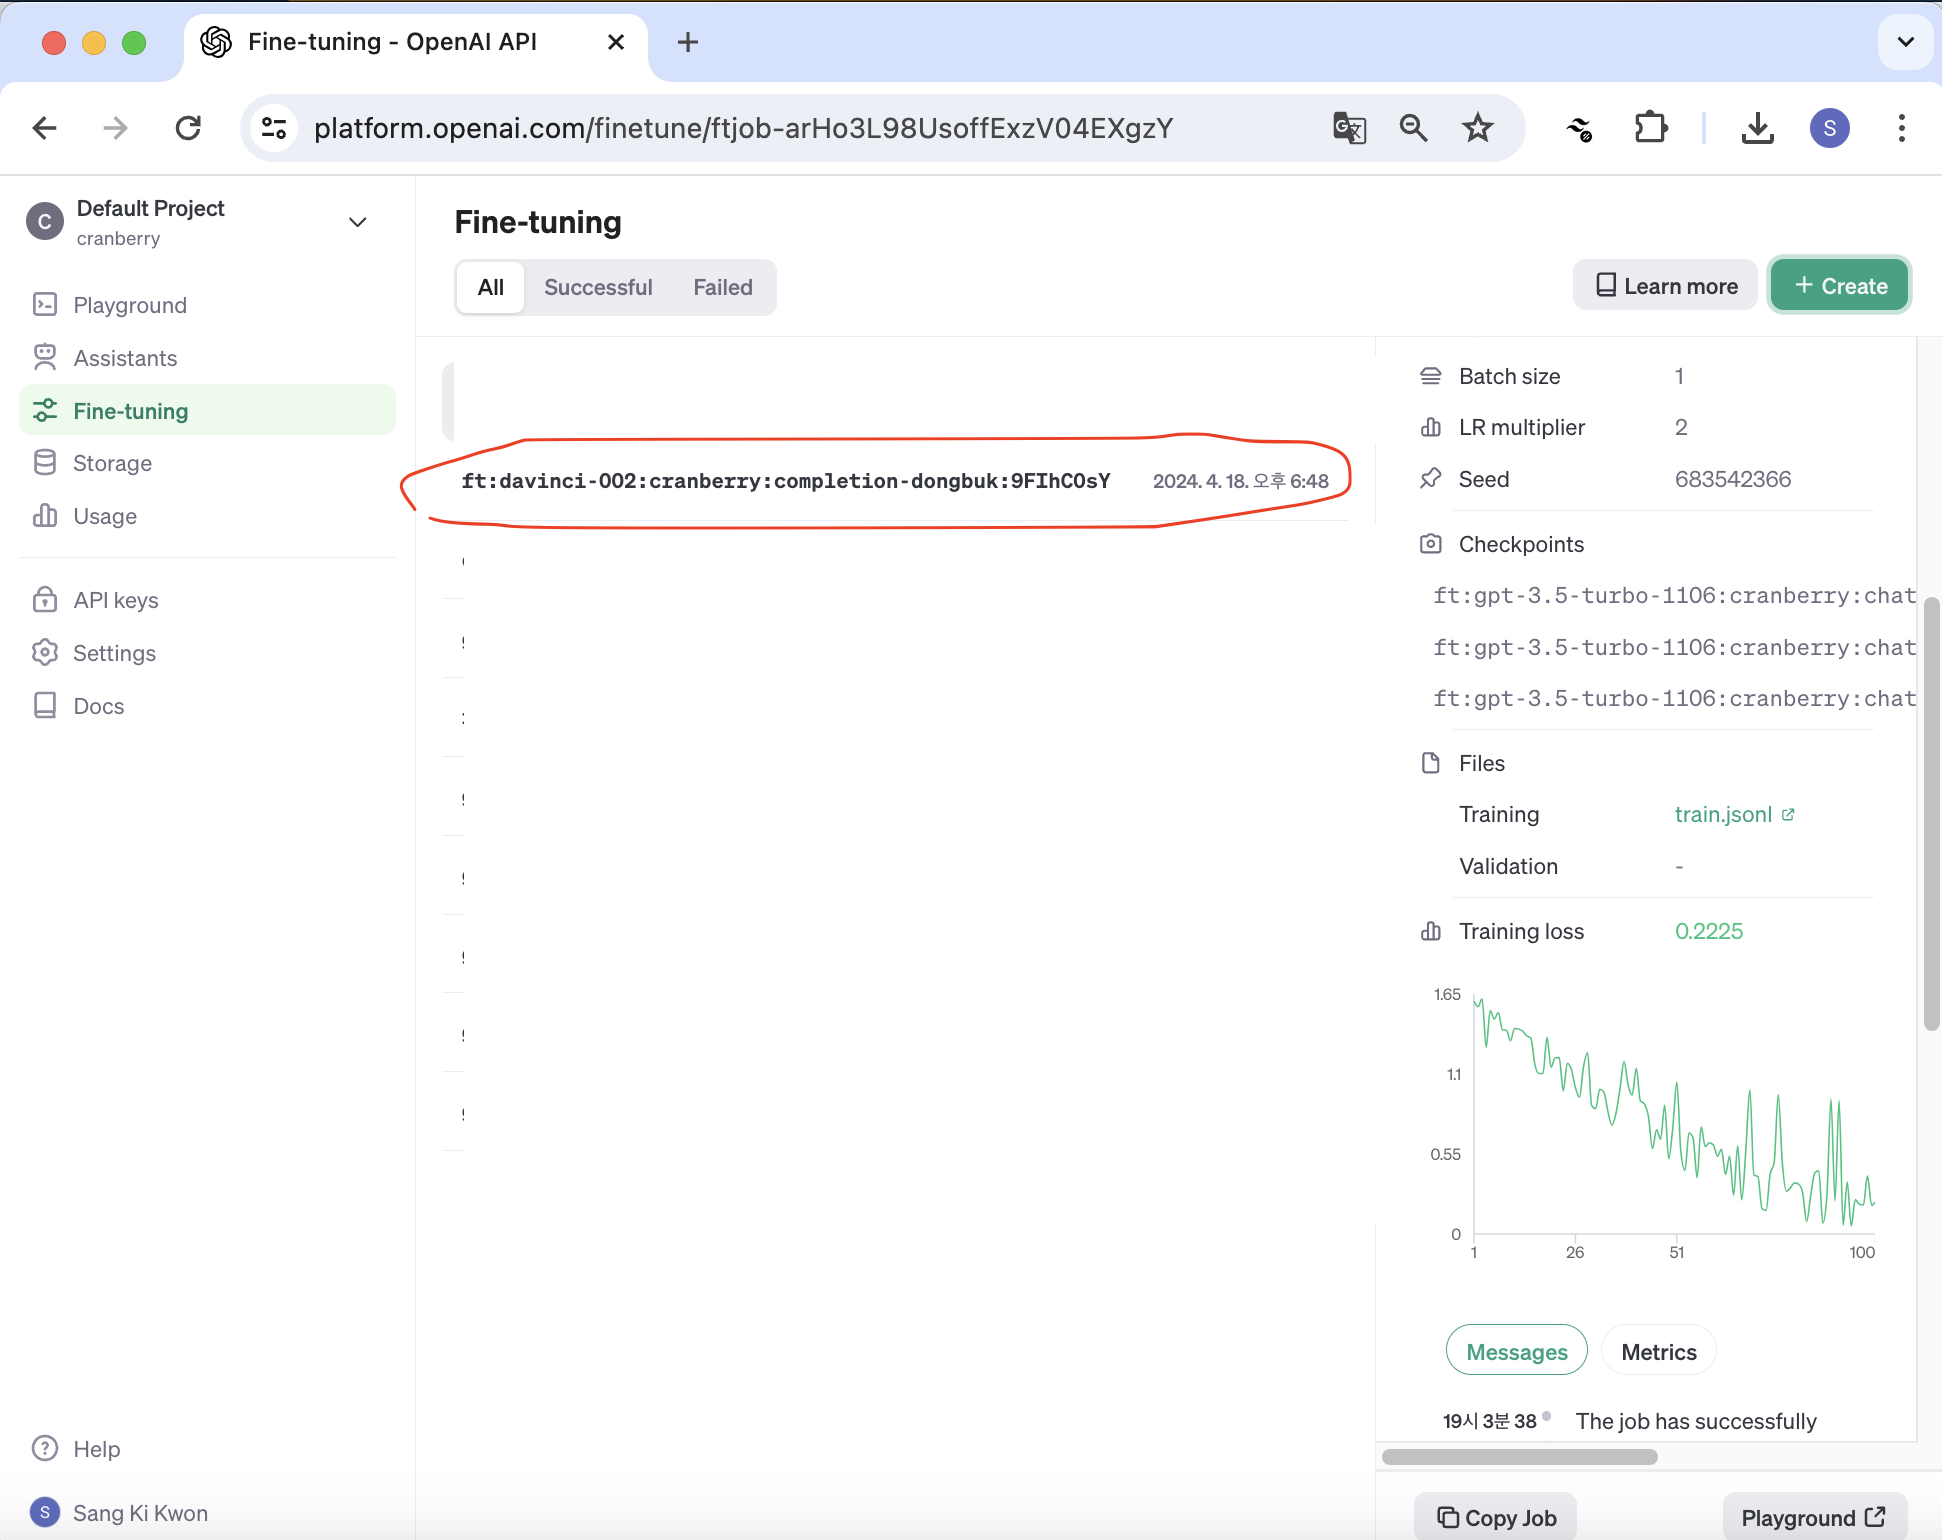 Fine-tuning - OpenAI API
platform.openai.com/finetune/ftjob-arHo3L98UsoffExzV04EXgzY
S
C
Default Project
cranberry
Playground
Assistants
Fine-tuning
Storage
Usage
API keys
Settings
Docs
Help
S
Sang Ki Kwon
Fine-tuning
All
Successful
Failed
Learn more
+ Create
ft:davinci-002:cranberry:completion-dongbuk:9FIhCOsY 2024. 4. 18. 오후 6:48
Batch size 1
LR multiplier 2
Seed 683542366
Checkpoints
ft:gpt-3.5-turbo-1106:cranberry:chat
ft:gpt-3.5-turbo-1106:cranberry:chat
ft:gpt-3.5-turbo-1106:cranberry:chat
Files
Training train.jsonl
Validation -
Training loss 0.2225
1.65
1.1
0.55
0
1 26 51 100
Messages
Metrics
19시 3분 38 The job has successfully
Copy Job
Playground